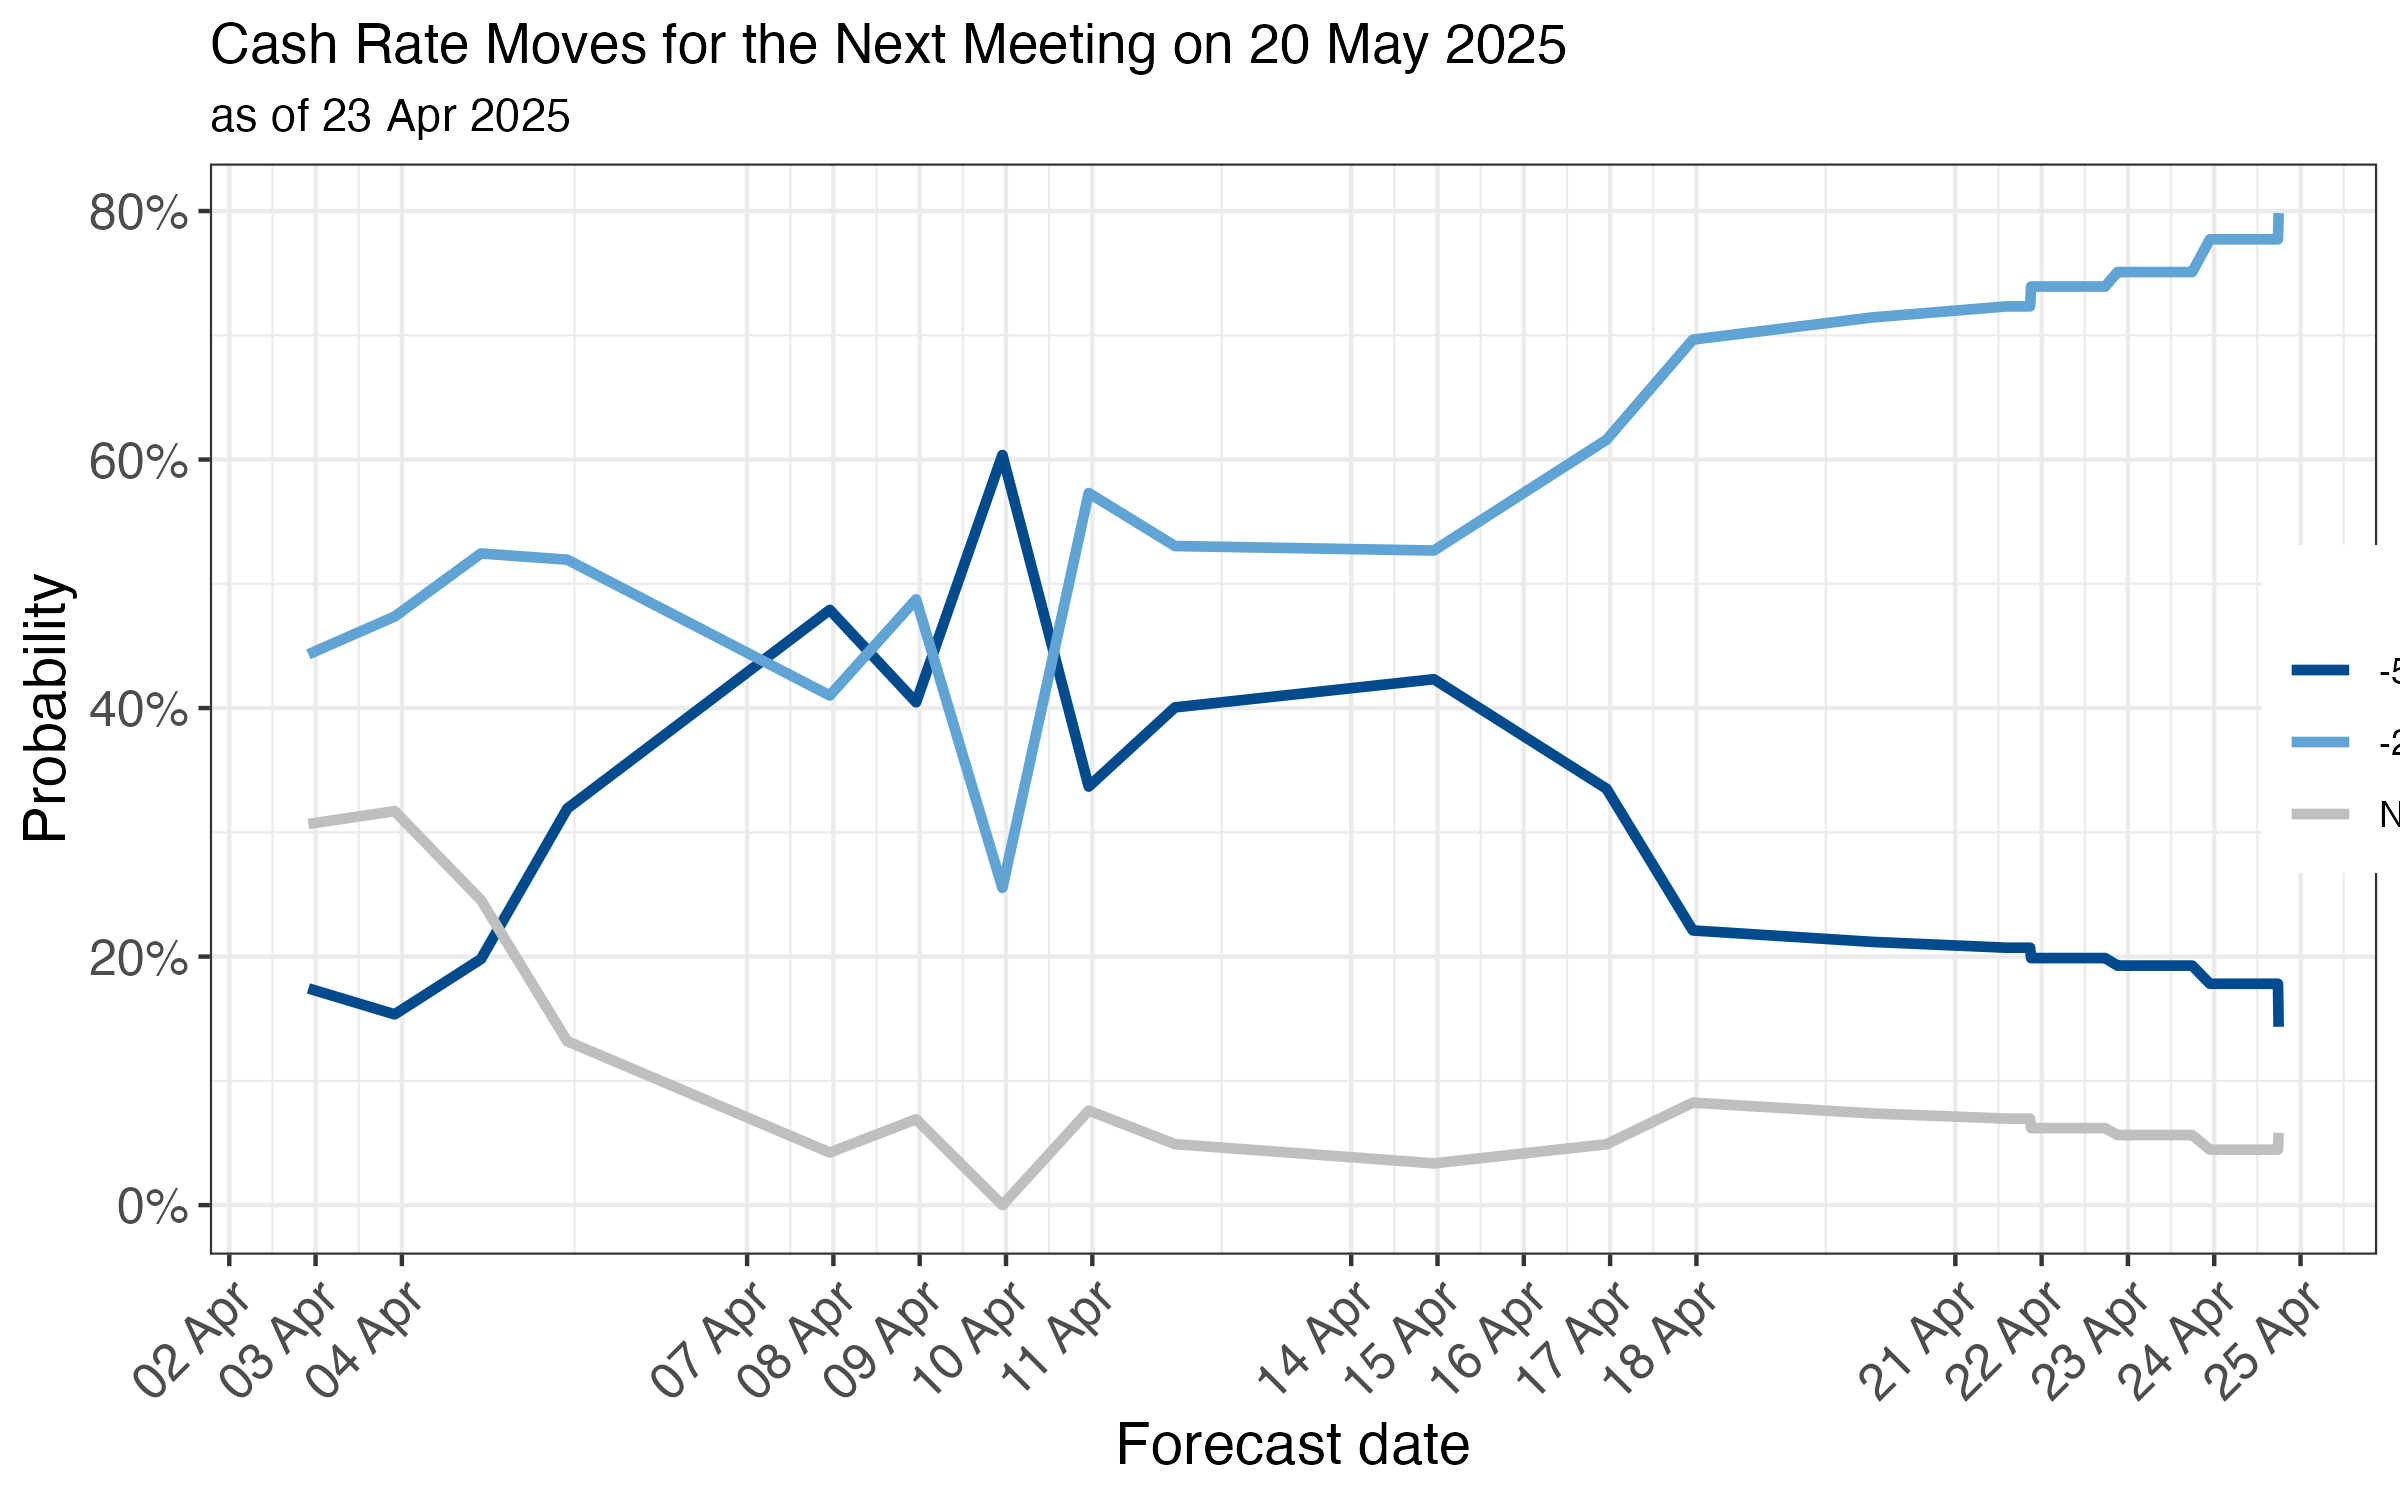 Cash Rate Moves for the Next Meeting on 20 May 2025
as of 23 Apr 2025
Probability
80%
60%
40%
20%
0%
02 Apr
03 Apr
04 Apr
07 Apr
08 Apr
09 Apr
10 Apr
11 Apr
14 Apr
15 Apr
16 Apr
17 Apr
18 Apr
21 Apr
22 Apr
23 Apr
24 Apr
25 Apr
Forecast date